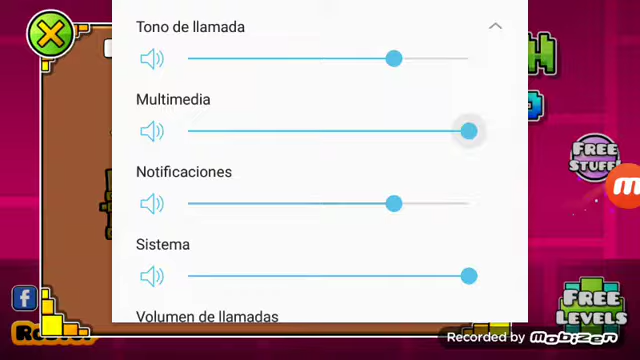 Tono de llamada
Multimedia
Notificaciones
Sistema
Volumen de llamadas
FREE
STUFF!
FREE
LEVELS
Recorded by mobizen